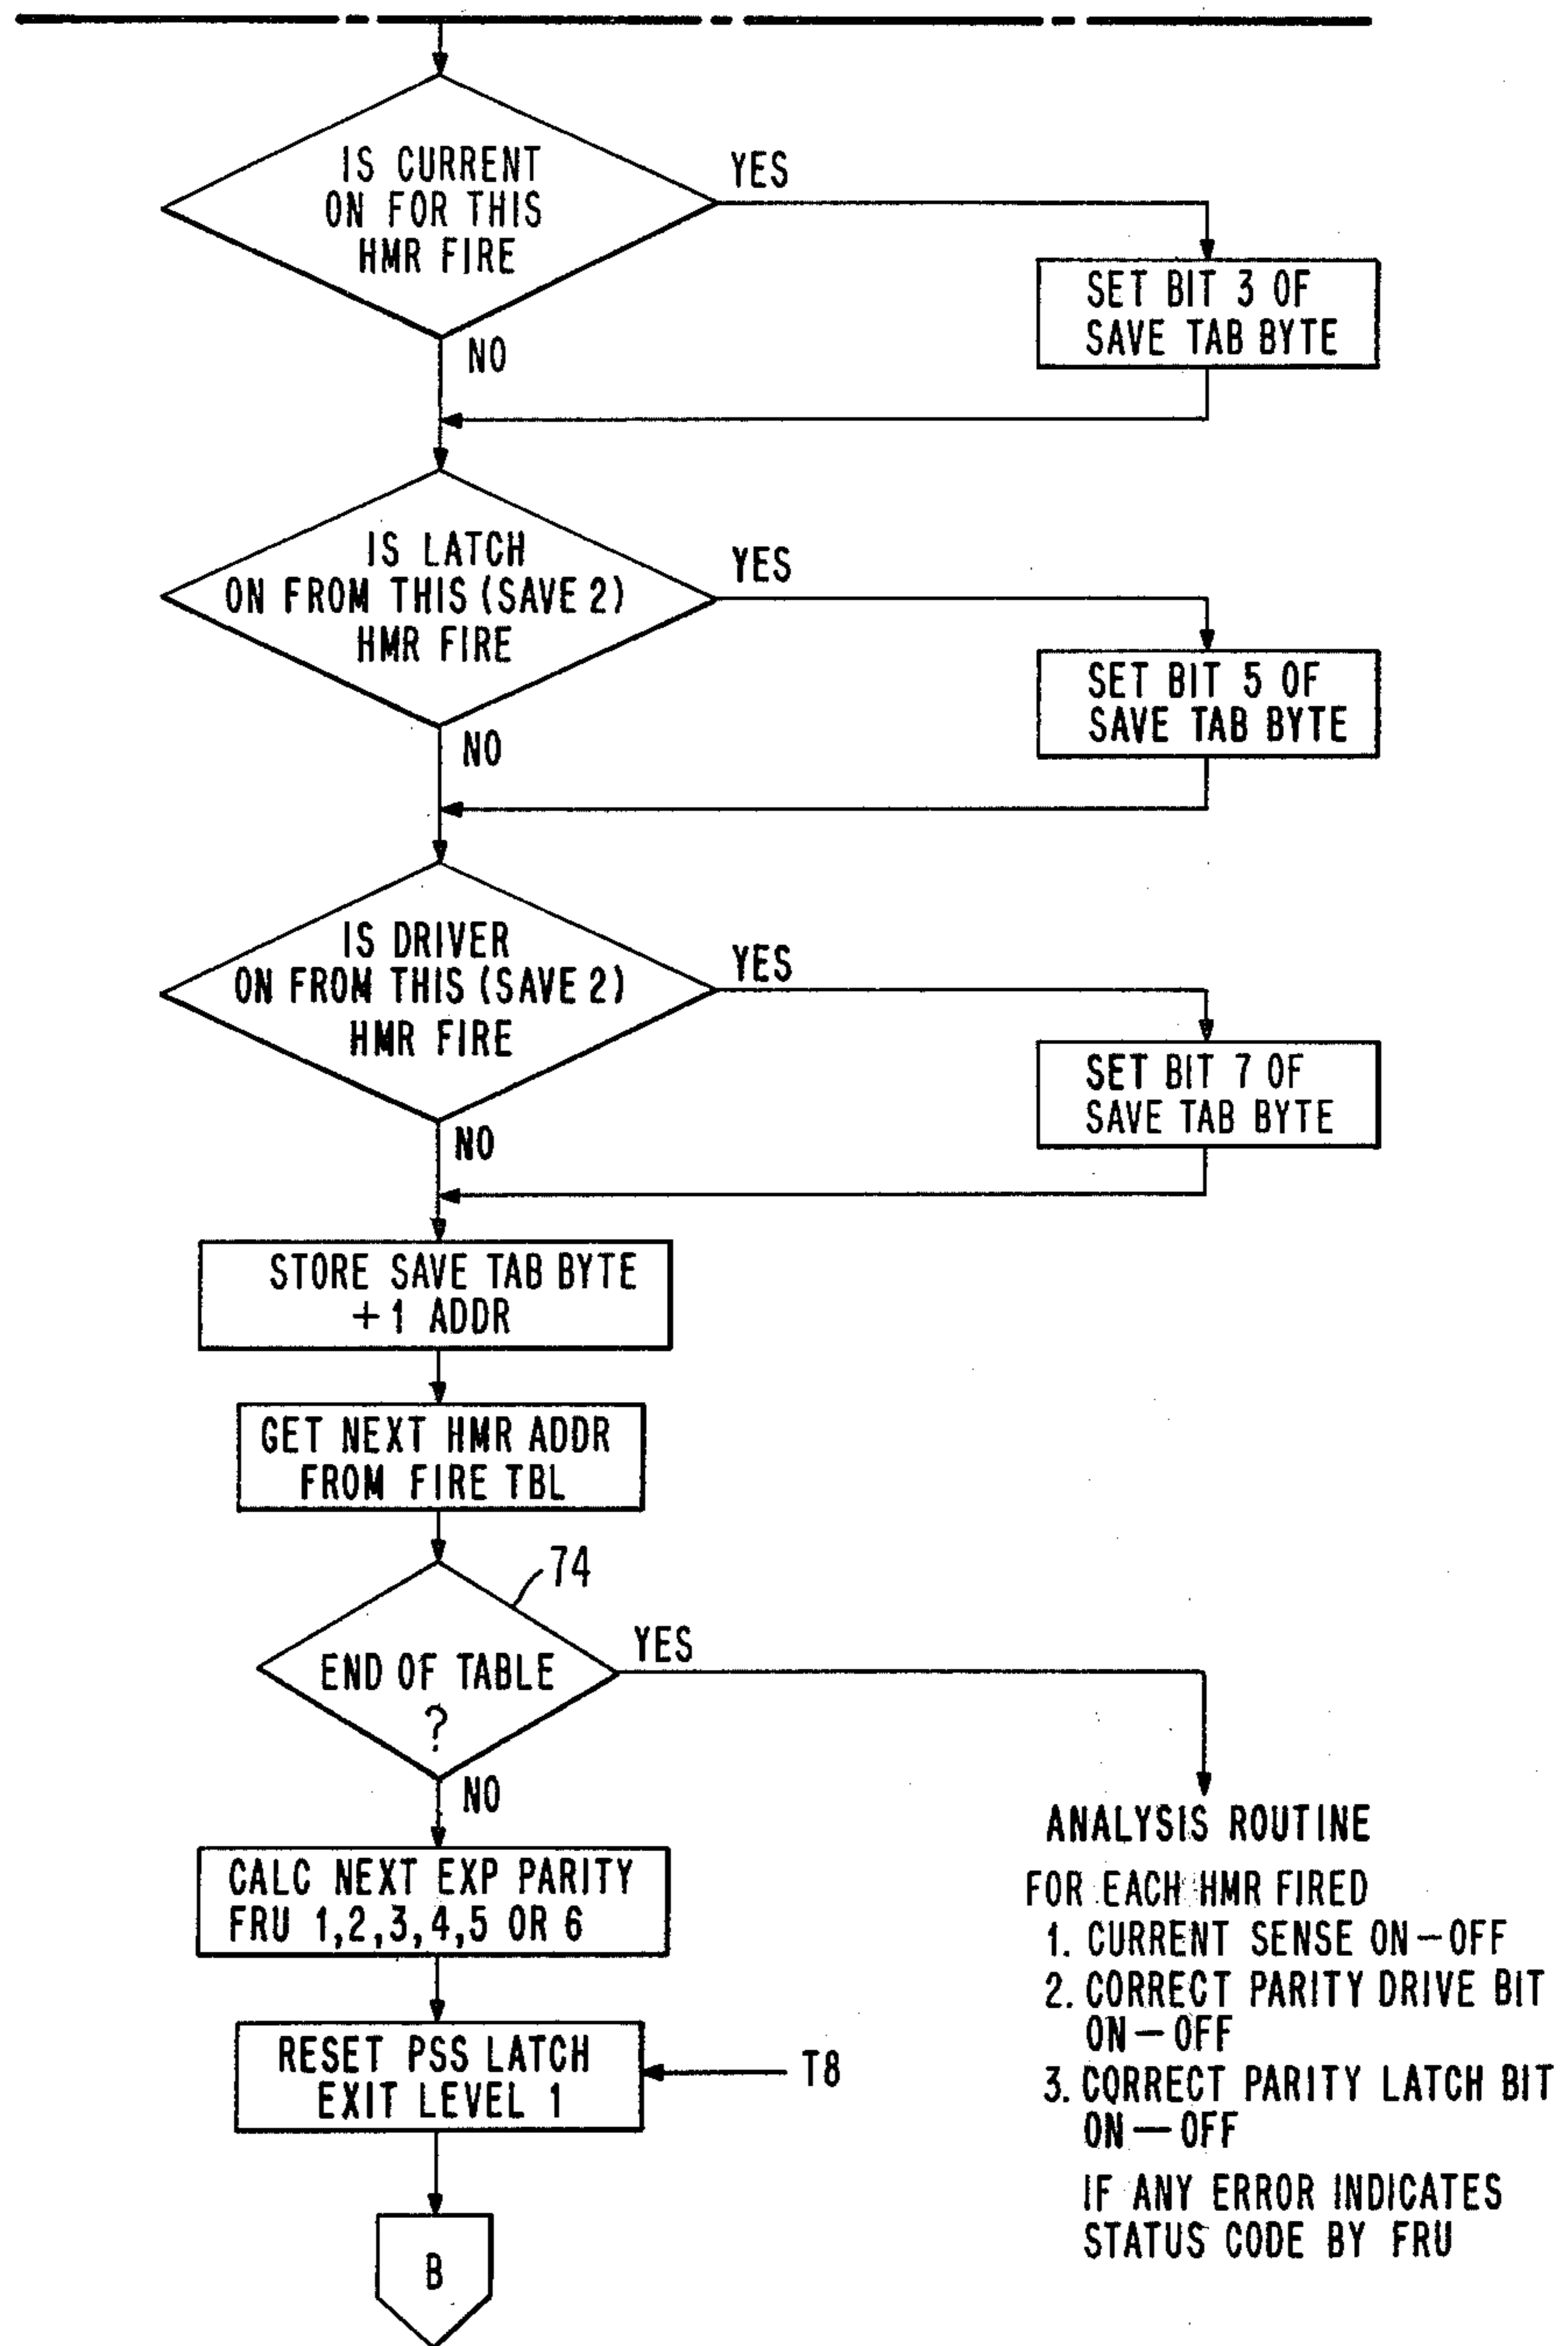 IS CURRENT
ON FOR THIS
HMR FIRE
YES
NO
SET BIT 3 OF
SAVE TAB BYTE
IS LATCH
ON FROM THIS (SAVE 2)
HMR FIRE
YES
NO
SET BIT 5 OF
SAVE TAB BYTE
IS DRIVER
ON FROM THIS (SAVE 2)
HMR FIRE
YES
NO
SET BIT 7 OF
SAVE TAB BYTE
STORE SAVE TAB BYTE
+1 ADDR
GET NEXT HMR ADDR
FROM FIRE TBL
74
END OF TABLE
?
YES
NO
CALC NEXT EXP PARITY
FRU 1,2,3,4,5 OR 6
RESET PSS LATCH
EXIT LEVEL 1
T8
B
ANALYSIS ROUTINE
FOR EACH HMR FIRED
1. CURRENT SENSE ON—OFF
2. CORRECT PARITY DRIVE BIT
ON—OFF
3. CORRECT PARITY LATCH BIT
ON—OFF
IF ANY ERROR INDICATES
STATUS CODE BY FRU